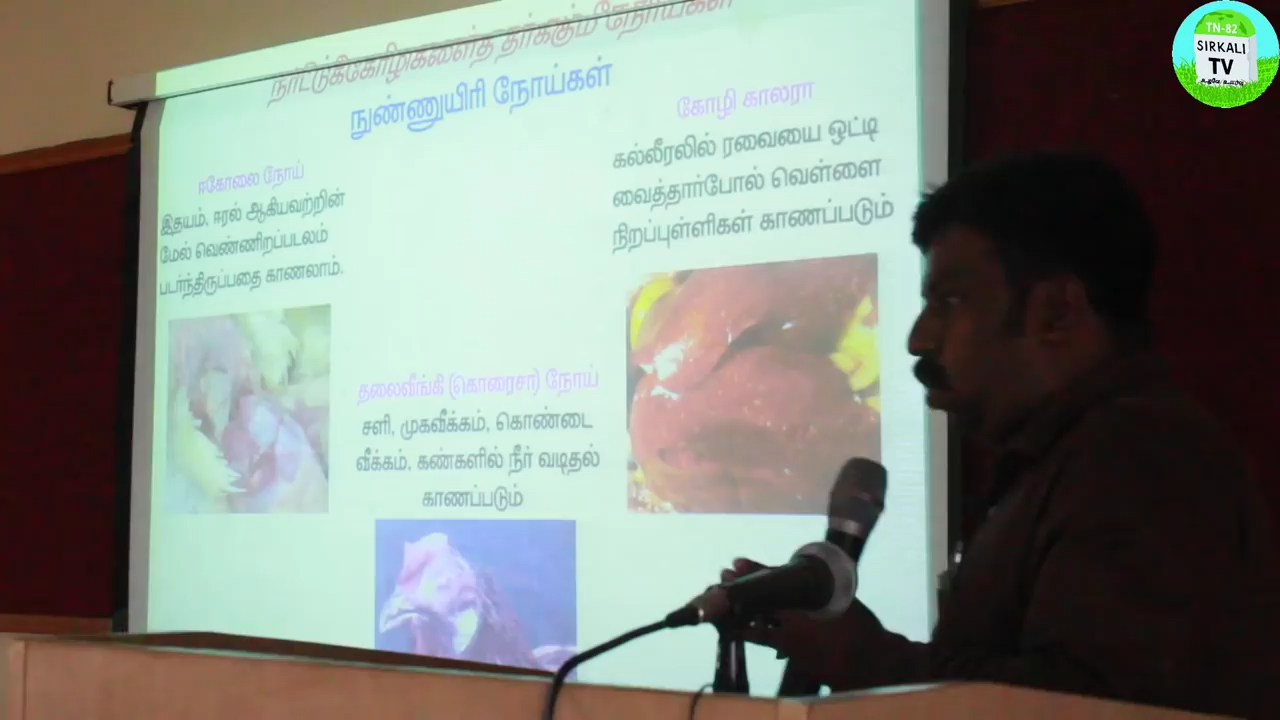 நாட்டுக்கோழிகளைத் தாக்கும் நோய்கள்
நுண்ணுயிரி நோய்கள்
ஈகோலை நோய்
இதயம், ஈரல் ஆகியவற்றின்
மேல் வெண்ணிறப்படலம்
படர்ந்திருப்பதை காணலாம்.
தலைவீங்கி (கொரைசா) நோய்
சளி, முகவீக்கம், கொண்டை
வீக்கம், கண்களில் நீர் வடிதல்
காணப்படும்
கோழி காலரா
கல்லீரலில் ரவையை ஒட்டி
வைத்தார்போல் வெள்ளை
நிறப்புள்ளிகள் காணப்படும்
TN-82
SIRKALI
TV